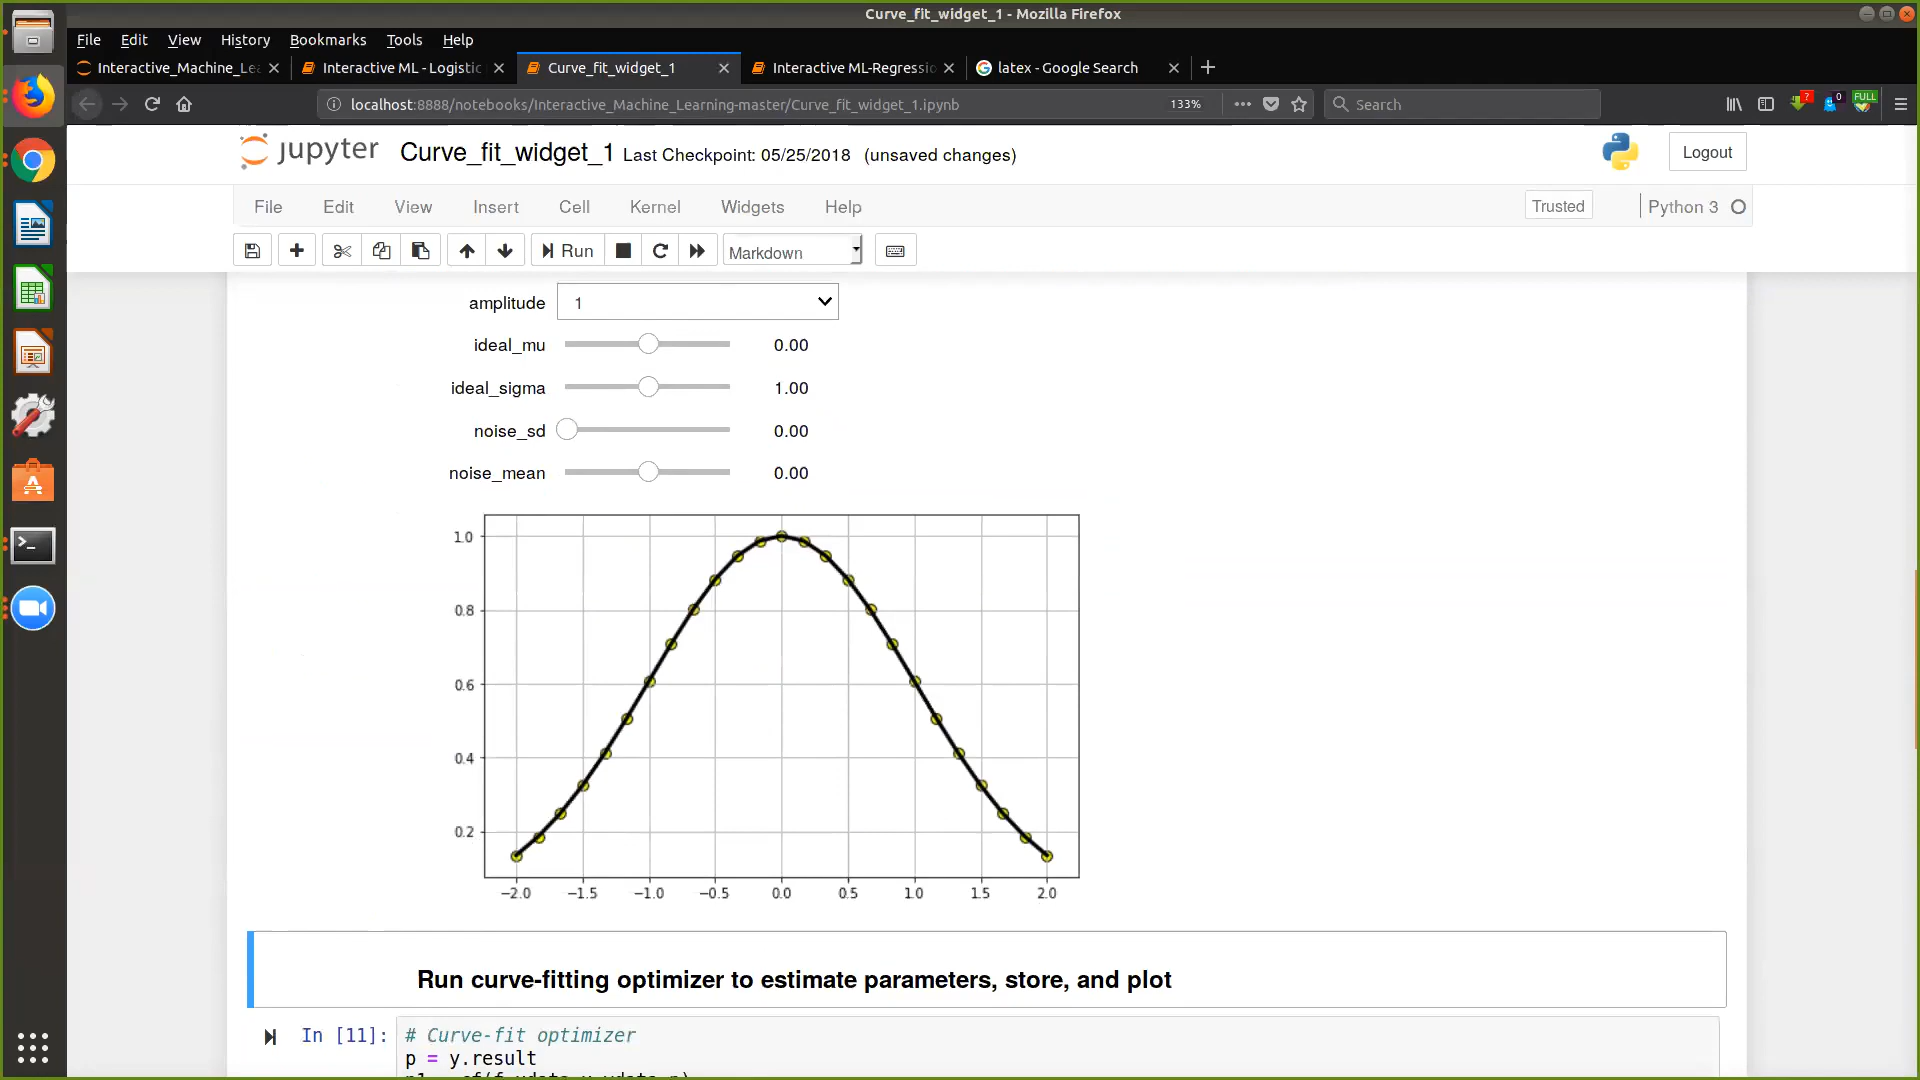 Curve_fit_widget_1 - Mozilla Firefox
File Edit View History Bookmarks Tools Help
Interactive_Machine_Le
Interactive ML - Logistic
Curve_fit_widget_1
Interactive ML-Regressio
latex - Google Search
localhost:8888/notebooks/Interactive_Machine_Learning-master/Curve_fit_widget_1.ipynb
133%
Search
?
0
FULL
jupyter Curve_fit_widget_1 Last Checkpoint: 05/25/2018 (unsaved changes)
Logout
File Edit View Insert Cell Kernel Widgets Help
Trusted
Python 3
Run
Markdown
amplitude 1
ideal_mu 0.00
ideal_sigma 1.00
noise_sd 0.00
noise_mean 0.00
1.0
0.8
0.6
0.4
0.2
−2.0 −1.5 −1.0 −0.5 0.0 0.5 1.0 1.5 2.0
Run curve-fitting optimizer to estimate parameters, store, and plot
In [11]: # Curve-fit optimizer
p = y.result